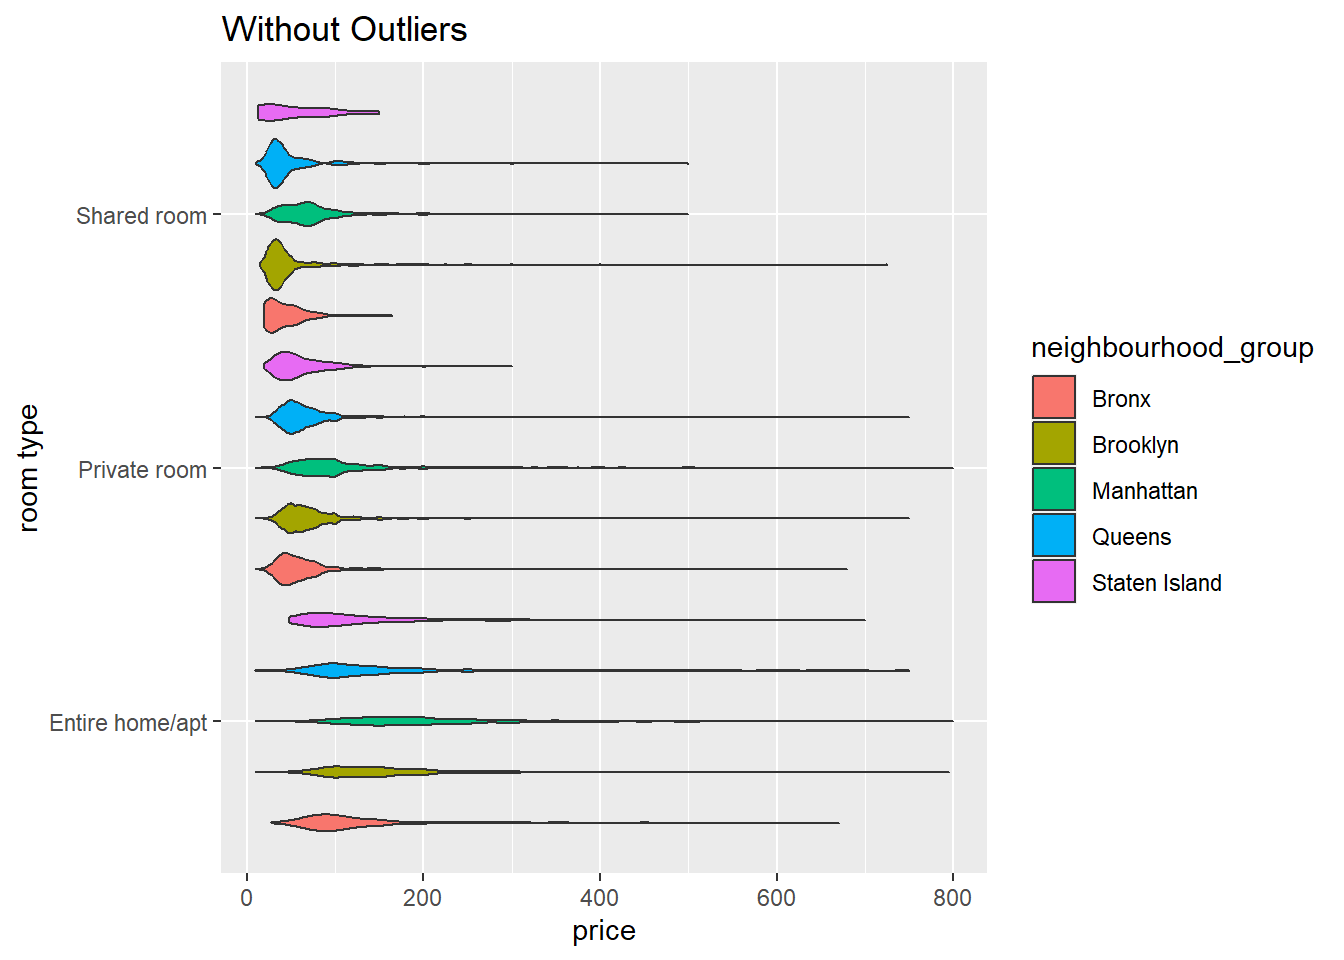 Without Outliers
Shared room
Private room
Entire home/apt
room type
0 200 400 600 800
price
neighbourhood_group
Bronx
Brooklyn
Manhattan
Queens
Staten Island